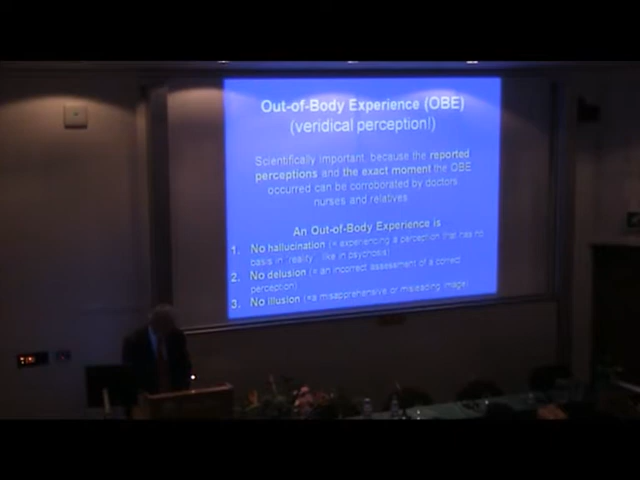 Out-of-Body Experience (OBE)
(veridical perception!)
Scientifically important, because the reported
perceptions and the exact moment the OBE
occurred can be corroborated by doctors,
nurses and relatives
An Out-of-Body Experience is
1. No hallucination (= experiencing a perception that has no
basis in "reality", like in psychosis)
2. No delusion (= an incorrect assessment of a correct
perception)
3. No illusion (=a misapprehensive or misleading image)